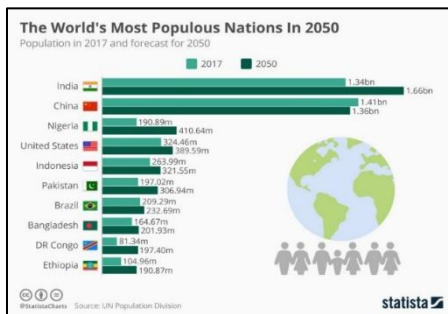 The World's Most Populous Nations In 2050
Population in 2017 and forecast for 2050
2017 2050
India 1.34bn
1.66bn
China 1.41bn
1.36bn
Nigeria 190.89m
410.64m
United States 324.46m
389.59m
Indonesia 263.99m
321.55m
Pakistan 197.02m
306.94m
Brazil 209.29m
232.69m
Bangladesh 164.67m
201.93m
DR Congo 81.34m
197.40m
Ethiopia 104.96m
190.87m
@StatistaCharts Source: UN Population Division
statista